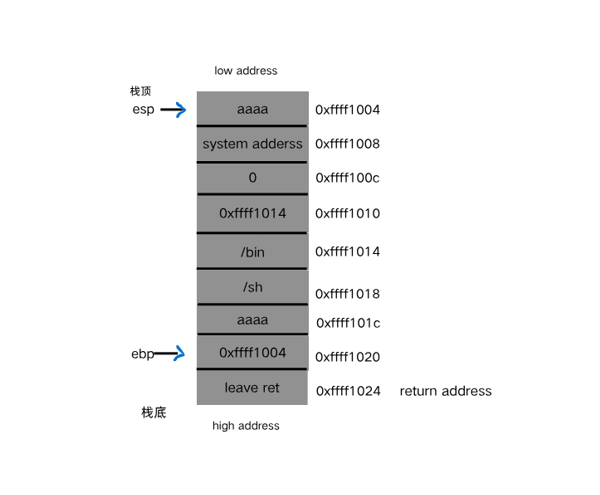 low address
栈顶
esp
aaaa 0xffff1004
system adderss 0xffff1008
0 0xffff100c
0xffff1014 0xffff1010
/bin 0xffff1014
/sh 0xffff1018
aaaa 0xffff101c
ebp 0xffff1004 0xffff1020
leave ret 0xffff1024 return address
栈底
high address